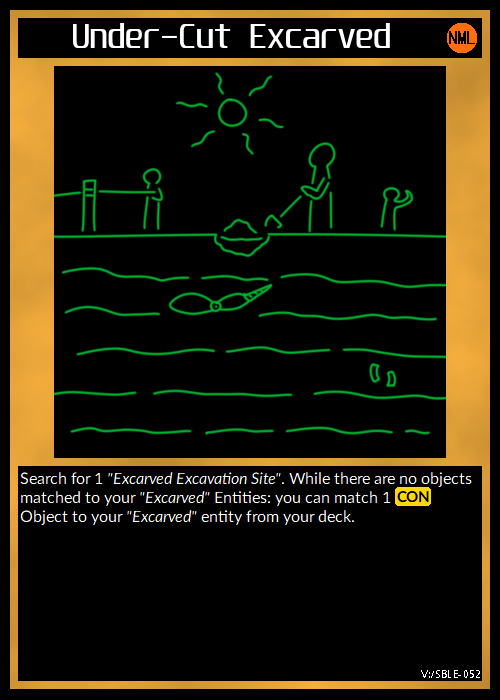 Under-Cut Excarved
NML
Search for 1 "Excarved Excavation Site". While there are no objects
matched to your "Excarved" Entities: you can match 1 CON
Object to your "Excarved" entity from your deck.
V:/SBLE-052